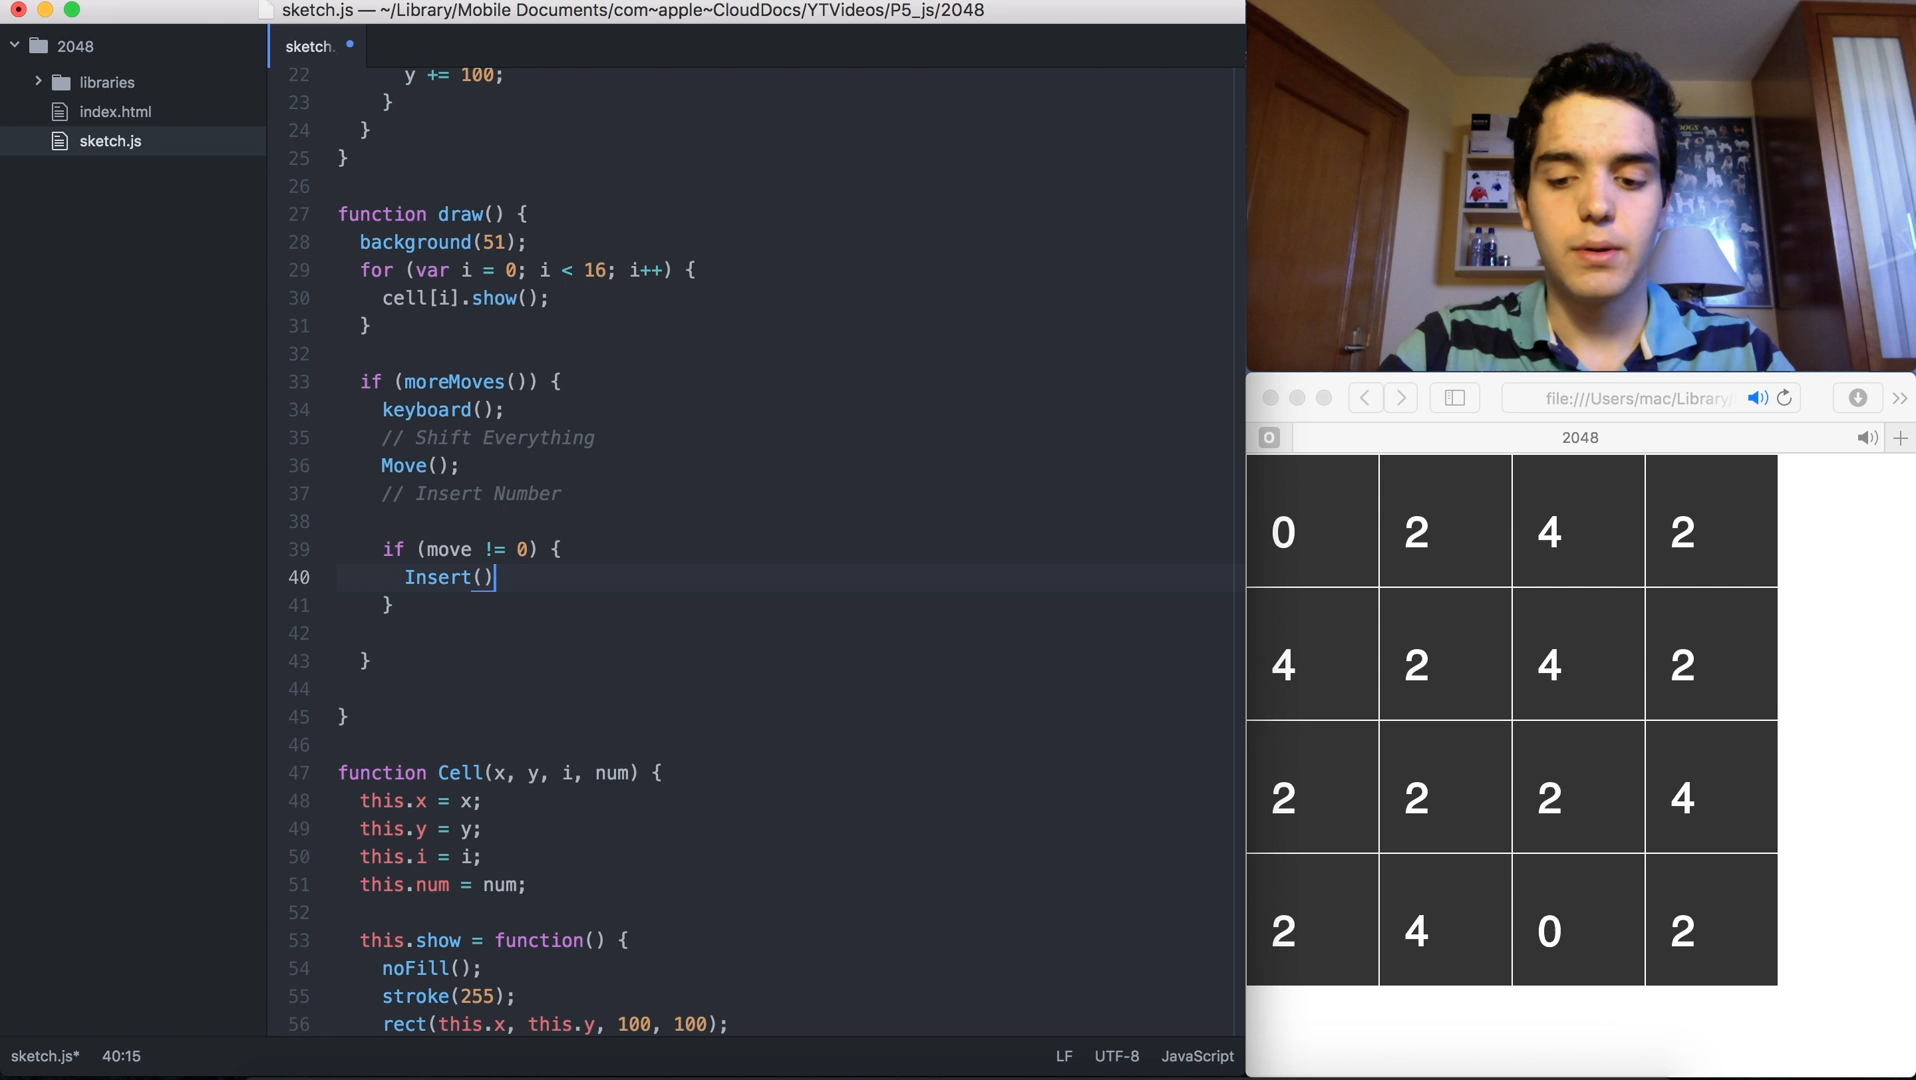 sketch.js — ~/Library/Mobile Documents/com~apple~CloudDocs/YTVideos/P5_js/2048
2048
libraries
index.html
sketch.js
sketch.
22 y += 100;
23 }
24 }
25 }
26
27 function draw() {
28 background(51);
29 for (var i = 0; i < 16; i++) {
30 cell[i].show();
31 }
32
33 if (moreMoves()) {
34 keyboard();
35 // Shift Everything
36 Move();
37 // Insert Number
38
39 if (move != 0) {
40 Insert()
41 }
42
43 }
44
45 }
46
47 function Cell(x, y, i, num) {
48 this.x = x;
49 this.y = y;
50 this.i = i;
51 this.num = num;
52
53 this.show = function() {
54 noFill();
55 stroke(255);
56 rect(this.x, this.y, 100, 100);
sketch.js* 40:15
LF UTF-8 JavaScript
DOGS
file:///Users/mac/Library/
O 2048
0 2 4 2
4 2 4 2
2 2 2 4
2 4 0 2